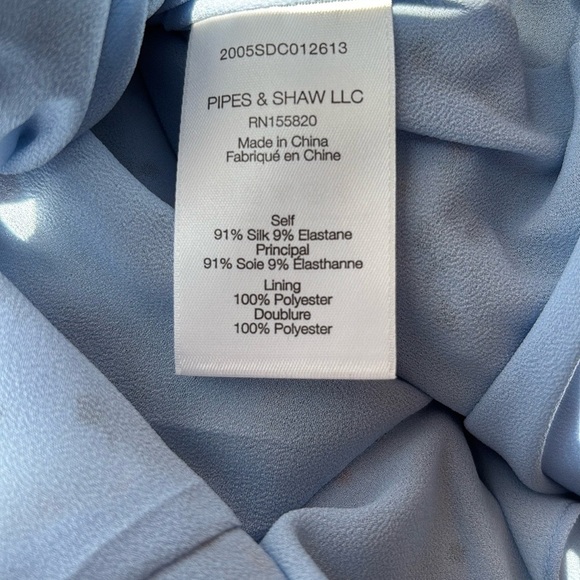 2005SDC012613
PIPES & SHAW LLC
RN155820
Made in China
Fabriqué en Chine
Self
91% Silk 9% Elastane
Principal
91% Soie 9% Élasthanne
Lining
100% Polyester
Doublure
100% Polyester